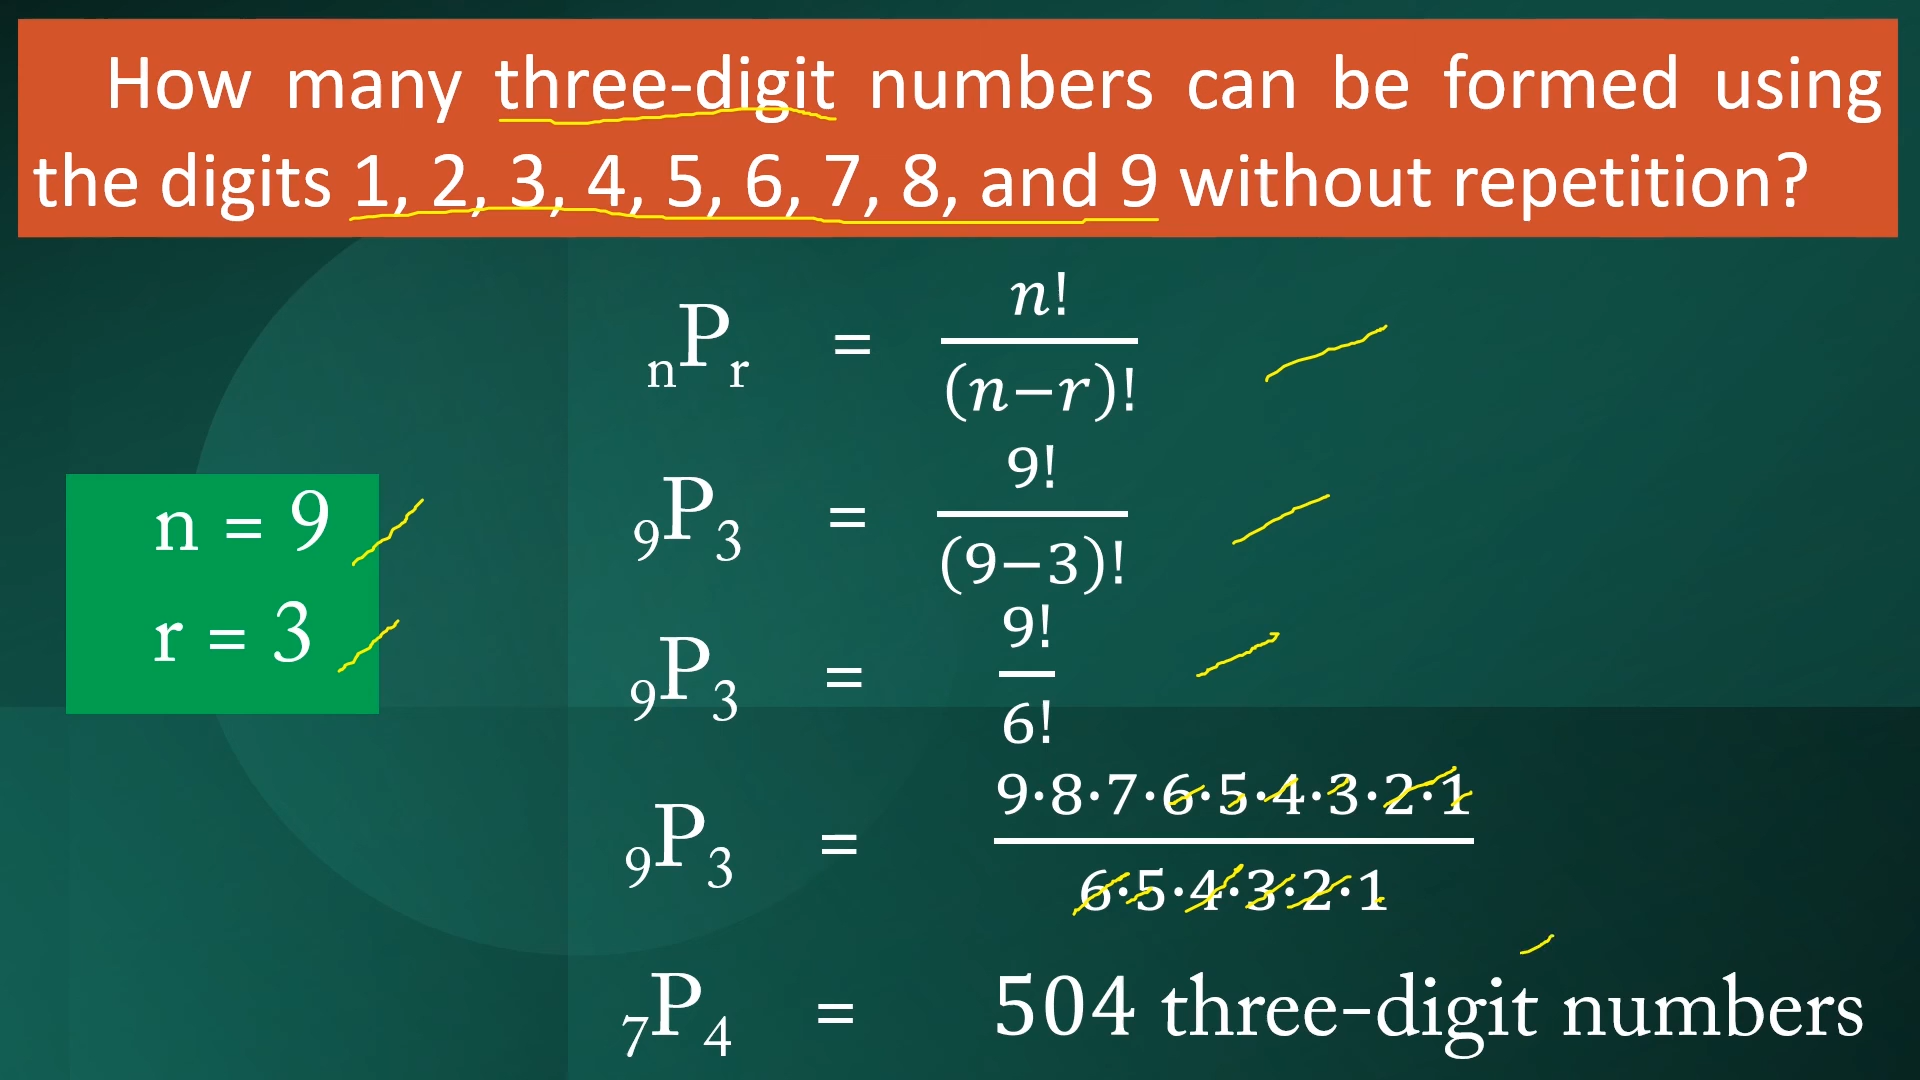 How many three-digit numbers can be formed using
the digits 1, 2, 3, 4, 5, 6, 7, 8, and 9 without repetition?
n = 9
r = 3
ₙPᵣ = n!/(n−r)!
₉P₃ = 9!/(9−3)!
₉P₃ = 9!/6!
₉P₃ = 9·8·7·6·5·4·3·2·1/6·5·4·3·2·1
₇P₄ = 504 three-digit numbers